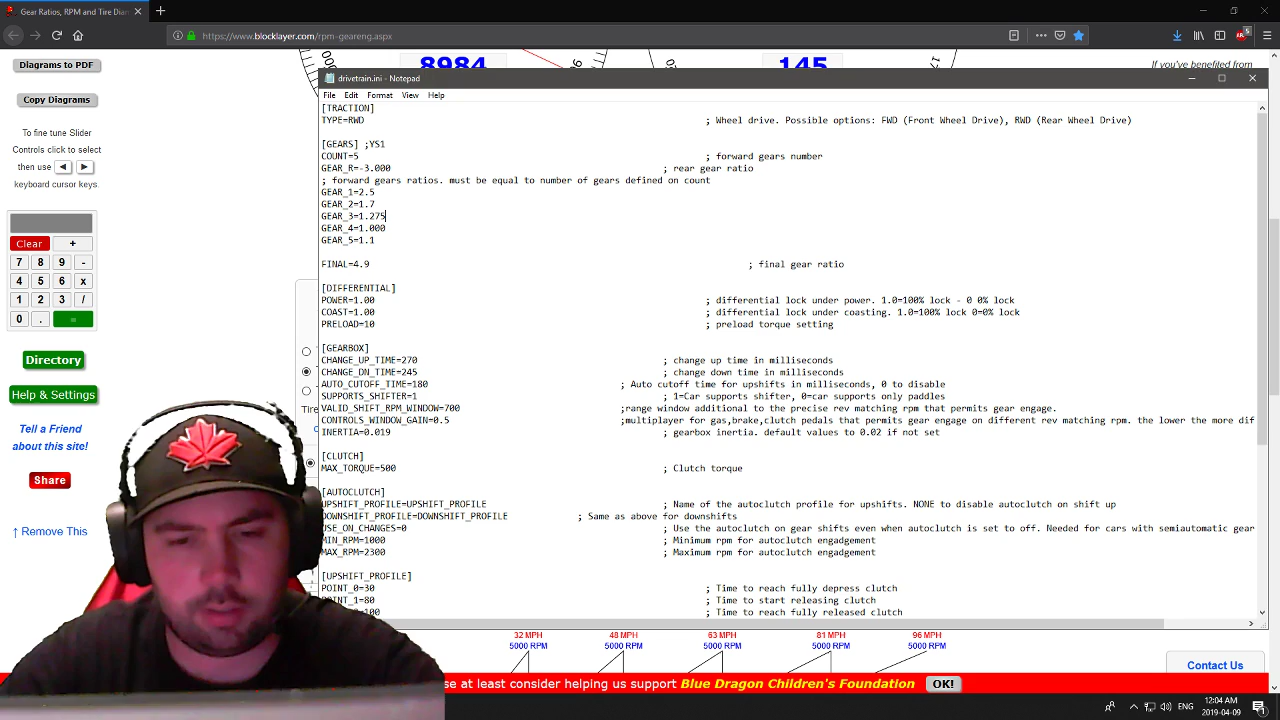 Gear Ratios, RPM and Tire Diam
https://www.blocklayer.com/rpm-geareng.aspx
Diagrams to PDF
Copy Diagrams
To fine tune Slider
Controls click to select
then use
keyboard cursor keys.
Clear +
7 8 9 -
4 5 6 x
1 2 3 /
0 . =
Directory
Help & Settings
Tell a Friend
about this site!
Share
↑ Remove This
8984
145
If you've benefited from
drivetrain.ini - Notepad
File Edit Format View Help
[TRACTION]
TYPE=RWD ; Wheel drive. Possible options: FWD (Front Wheel Drive), RWD (Rear Wheel Drive)
[GEARS] ;YS1
COUNT=5 ; forward gears number
GEAR_R=-3.000 ; rear gear ratio
; forward gears ratios. must be equal to number of gears defined on count
GEAR_1=2.5
GEAR_2=1.7
GEAR_3=1.275
GEAR_4=1.000
GEAR_5=1.1
FINAL=4.9 ; final gear ratio
[DIFFERENTIAL]
POWER=1.00 ; differential lock under power. 1.0=100% lock - 0 0% lock
COAST=1.00 ; differential lock under coasting. 1.0=100% lock 0=0% lock
PRELOAD=10 ; preload torque setting
[GEARBOX]
CHANGE_UP_TIME=270 ; change up time in milliseconds
CHANGE_DN_TIME=245 ; change down time in milliseconds
AUTO_CUTOFF_TIME=180 ; Auto cutoff time for upshifts in milliseconds, 0 to disable
SUPPORTS_SHIFTER=1 ; 1=Car supports shifter, 0=car supports only paddles
VALID_SHIFT_RPM_WINDOW=700 ;range window additional to the precise rev matching rpm that permits gear engage.
CONTROLS_WINDOW_GAIN=0.5 ;multiplayer for gas,brake,clutch pedals that permits gear engage on different rev matching rpm. the lower the more dif
INERTIA=0.019 ; gearbox inertia. default values to 0.02 if not set
[CLUTCH]
MAX_TORQUE=500 ; Clutch torque
[AUTOCLUTCH]
UPSHIFT_PROFILE=UPSHIFT_PROFILE ; Name of the autoclutch profile for upshifts. NONE to disable autoclutch on shift up
DOWNSHIFT_PROFILE=DOWNSHIFT_PROFILE ; Same as above for downshifts
USE_ON_CHANGES=0 ; Use the autoclutch on gear shifts even when autoclutch is set to off. Needed for cars with semiautomatic gear
MIN_RPM=1000 ; Minimum rpm for autoclutch engadgement
MAX_RPM=2300 ; Maximum rpm for autoclutch engadgement
[UPSHIFT_PROFILE]
POINT_0=30 ; Time to reach fully depress clutch
POINT_1=80 ; Time to start releasing clutch
=100 ; Time to reach fully released clutch
32 MPH 48 MPH 63 MPH 81 MPH 96 MPH
5000 RPM 5000 RPM 5000 RPM 5000 RPM 5000 RPM
Contact Us
se at least consider helping us support Blue Dragon Children's Foundation OK!
ENG
12:04 AM
2019-04-09